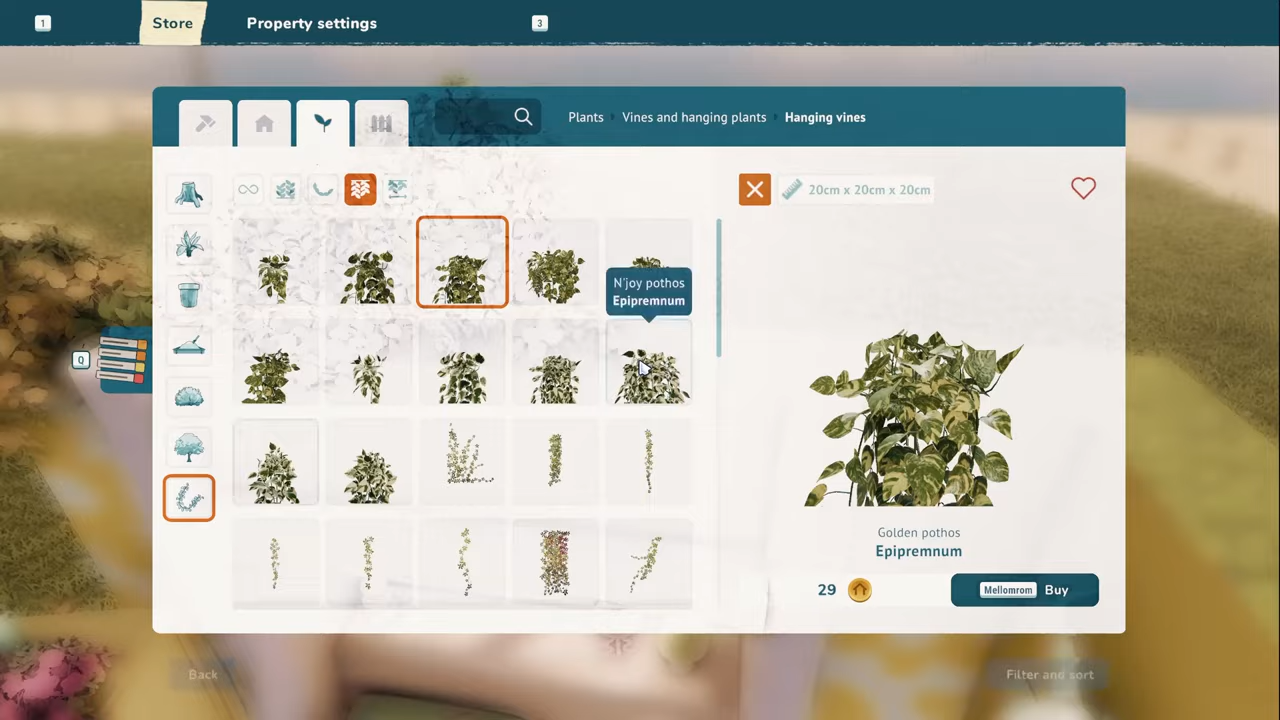 1
Store
Property settings
3
Plants
Vines and hanging plants
Hanging vines
20cm x 20cm x 20cm
N'joy pothos
Epipremnum
Q
Golden pothos
Epipremnum
29
Mellomrom
Buy
Back
Filter and sort